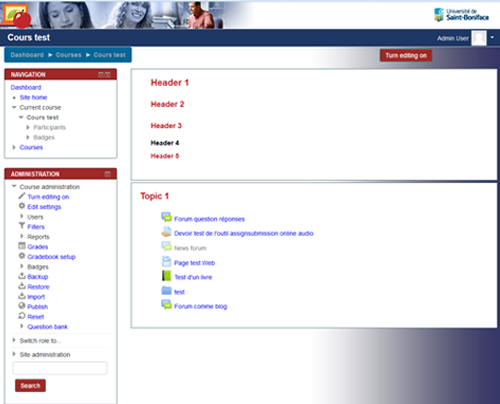 Université de
Saint-Boniface
Cours test
Admin User
Dashboard ► Courses ► Cours test
Turn editing on
NAVIGATION
Dashboard
Site home
Current course
Cours test
Participants
Badges
Courses
ADMINISTRATION
Course administration
Turn editing on
Edit settings
Users
Filters
Reports
Grades
Gradebook setup
Badges
Backup
Restore
Import
Publish
Reset
Question bank
Switch role to...
Site administration
Search
Header 1
Header 2
Header 3
Header 4
Header 5
Topic 1
Forum question réponses
Devoir test de l'outil assignsubmission online audio
News forum
Page test Web
Test d'un livre
test
Forum comme blog